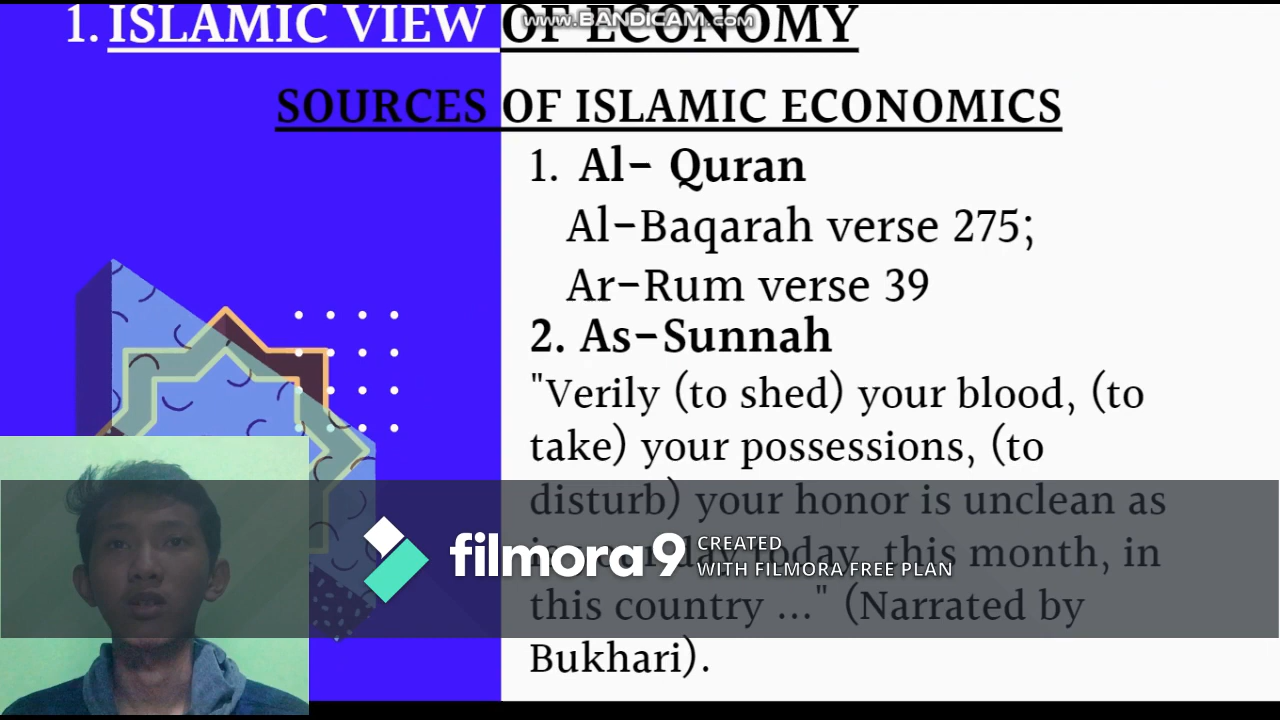 www.BANDICAM.com
1. ISLAMIC VIEW OF ECONOMY
SOURCES OF ISLAMIC ECONOMICS
1. Al- Quran
Al-Baqarah verse 275;
Ar-Rum verse 39
2. As-Sunnah
"Verily (to shed) your blood, (to
take) your possessions, (to
disturb) your honor is unclean as
today, this month, in
this country ..." (Narrated by
Bukhari).
filmora9
CREATED
WITH FILMORA FREE PLAN